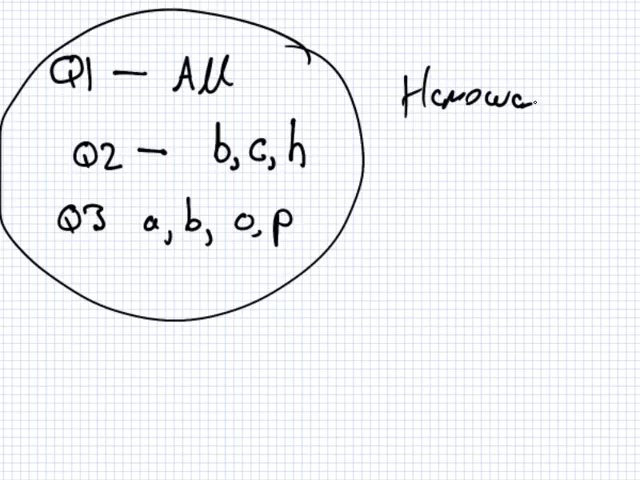 Q1 — All
Q2 — b, c, h
Q3 a, b, o, p